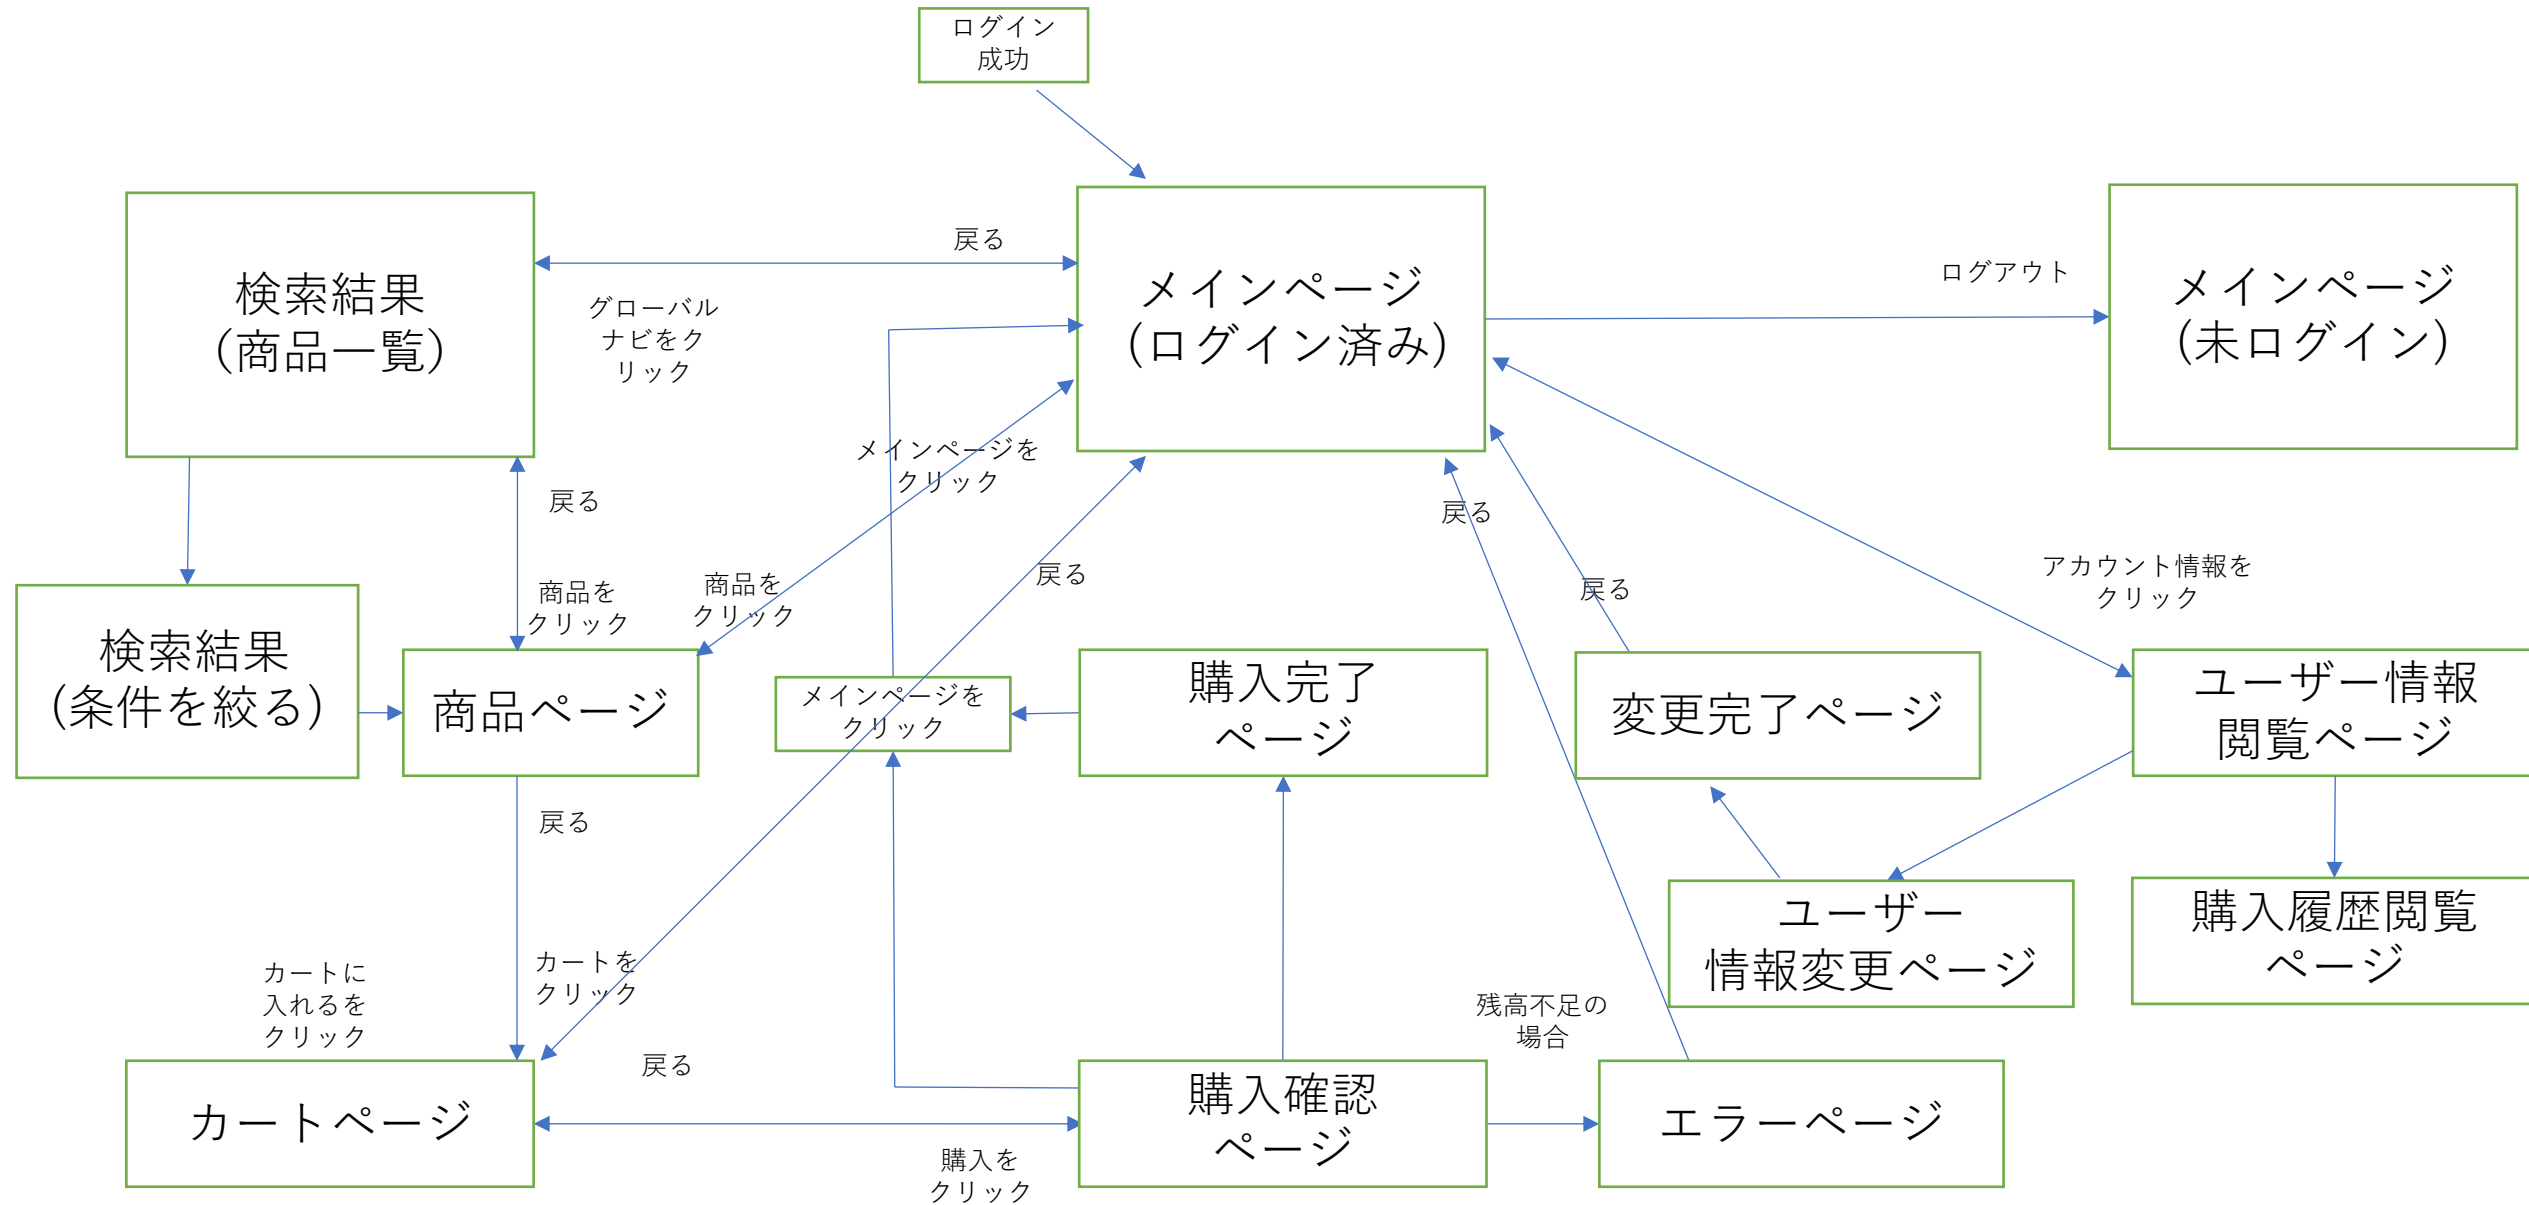 ログイン
成功
検索結果
(商品一覧)
戻る
グローバル
ナビをク
リック
メインページ
(ログイン済み)
ログアウト
メインページ
(未ログイン)
メインページを
クリック
戻る
戻る
商品を
クリック
商品を
クリック
戻る
戻る
アカウント情報を
クリック
検索結果
(条件を絞る)
商品ページ
メインページを
クリック
購入完了
ページ
変更完了ページ
ユーザー情報
閲覧ページ
戻る
カートに
入れるを
クリック
カートを
クリック
ユーザー
情報変更ページ
購入履歴閲覧
ページ
残高不足の
場合
カートページ
戻る
購入を
クリック
購入確認
ページ
エラーページ